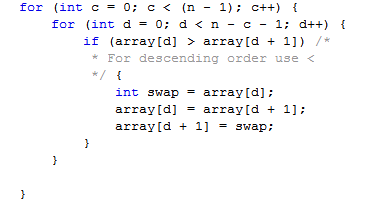 for (int c = 0; c < (n - 1); c++) {
for (int d = 0; d < n - c - 1; d++) {
if (array[d] > array[d + 1]) /*
* For descending order use <
*/ {
int swap = array[d];
array[d] = array[d + 1];
array[d + 1] = swap;
}
}
}